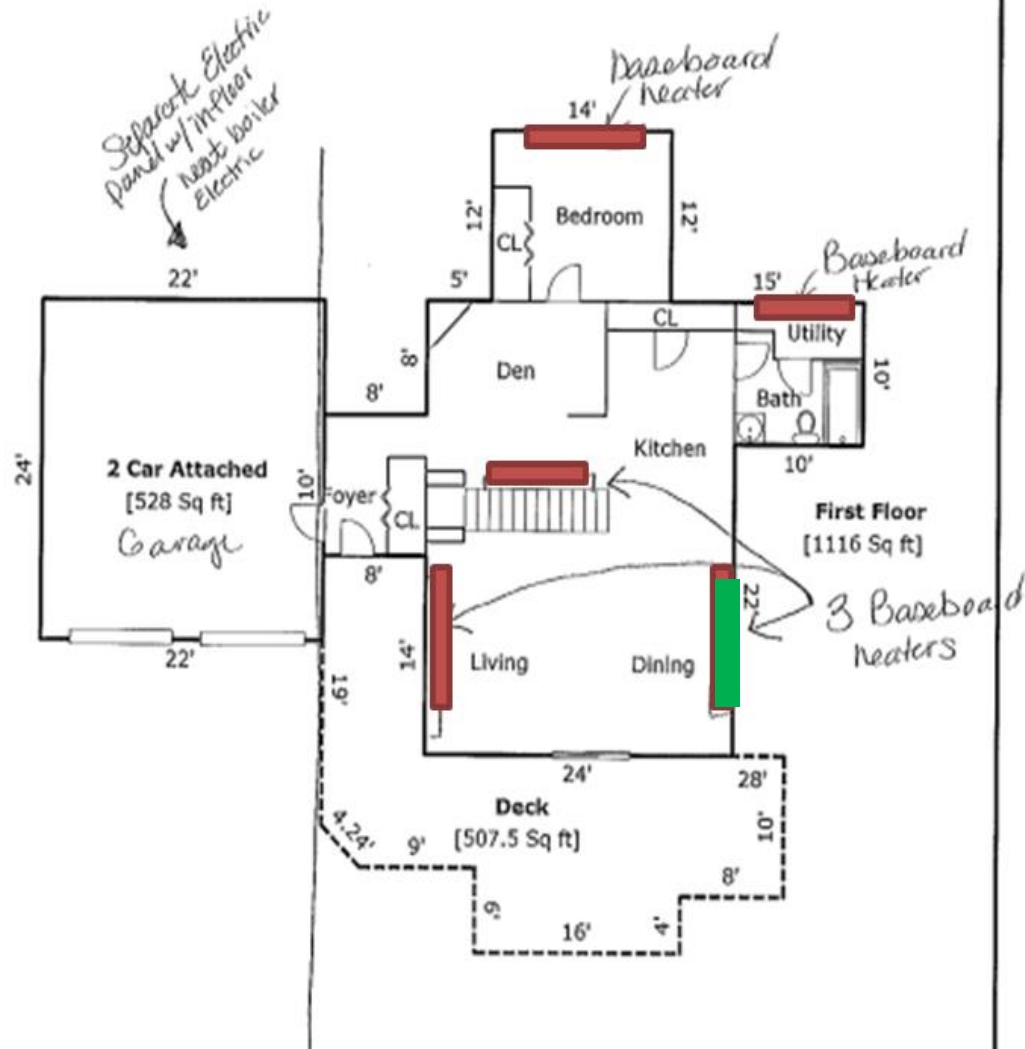 Separate Electric
panel w/ infloor
heat boiler
Electric
Baseboard
heater
14'
12'
Bedroom
12'
CL
Baseboard
Heater
22'
5'
15'
CL
Utility
8'
Den
10'
8'
Bath
Kitchen
24'
2 Car Attached
[528 Sq ft]
Garage
10'
Foyer
CL
10'
First Floor
[1116 Sq ft]
8'
22'
3 Baseboard
heaters
22'
14'
Living
Dining
19'
24'
28'
Deck
[507.5 Sq ft]
10'
4.24'
9'
8'
6'
16'
4'